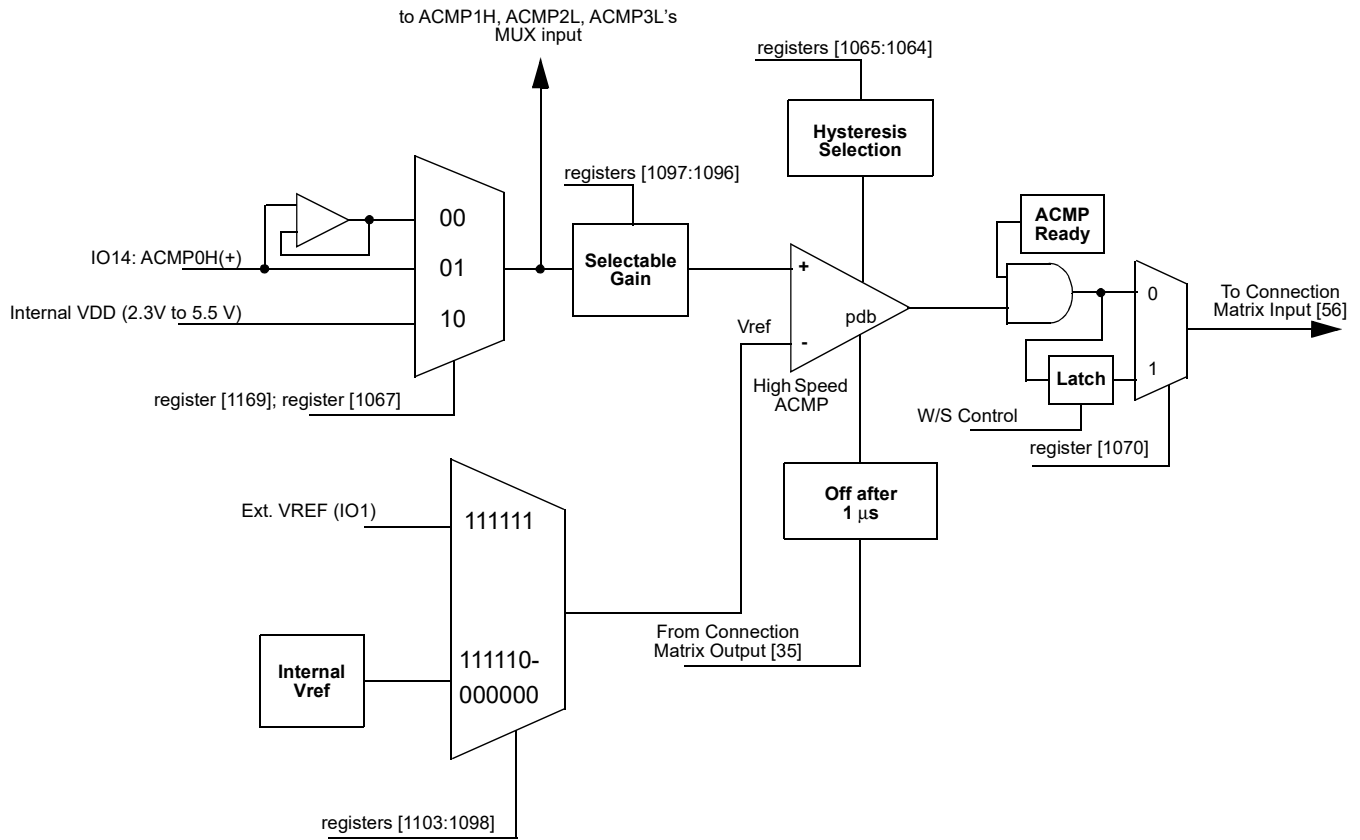 to ACMP1H, ACMP2L, ACMP3L's
MUX input
registers [1065:1064]
Hysteresis
Selection
registers [1097:1096]
00
01
10
IO14: ACMP0H(+)
Internal VDD (2.3V to 5.5 V)
Selectable
Gain
ACMP
Ready
+
-
pdb
Vref
High Speed
ACMP
0
1
To Connection
Matrix Input [56]
Latch
W/S Control
register [1070]
register [1169]; register [1067]
Off after
1 μs
Ext. VREF (IO1)
111111
Internal
Vref
111110-
000000
From Connection
Matrix Output [35]
registers [1103:1098]